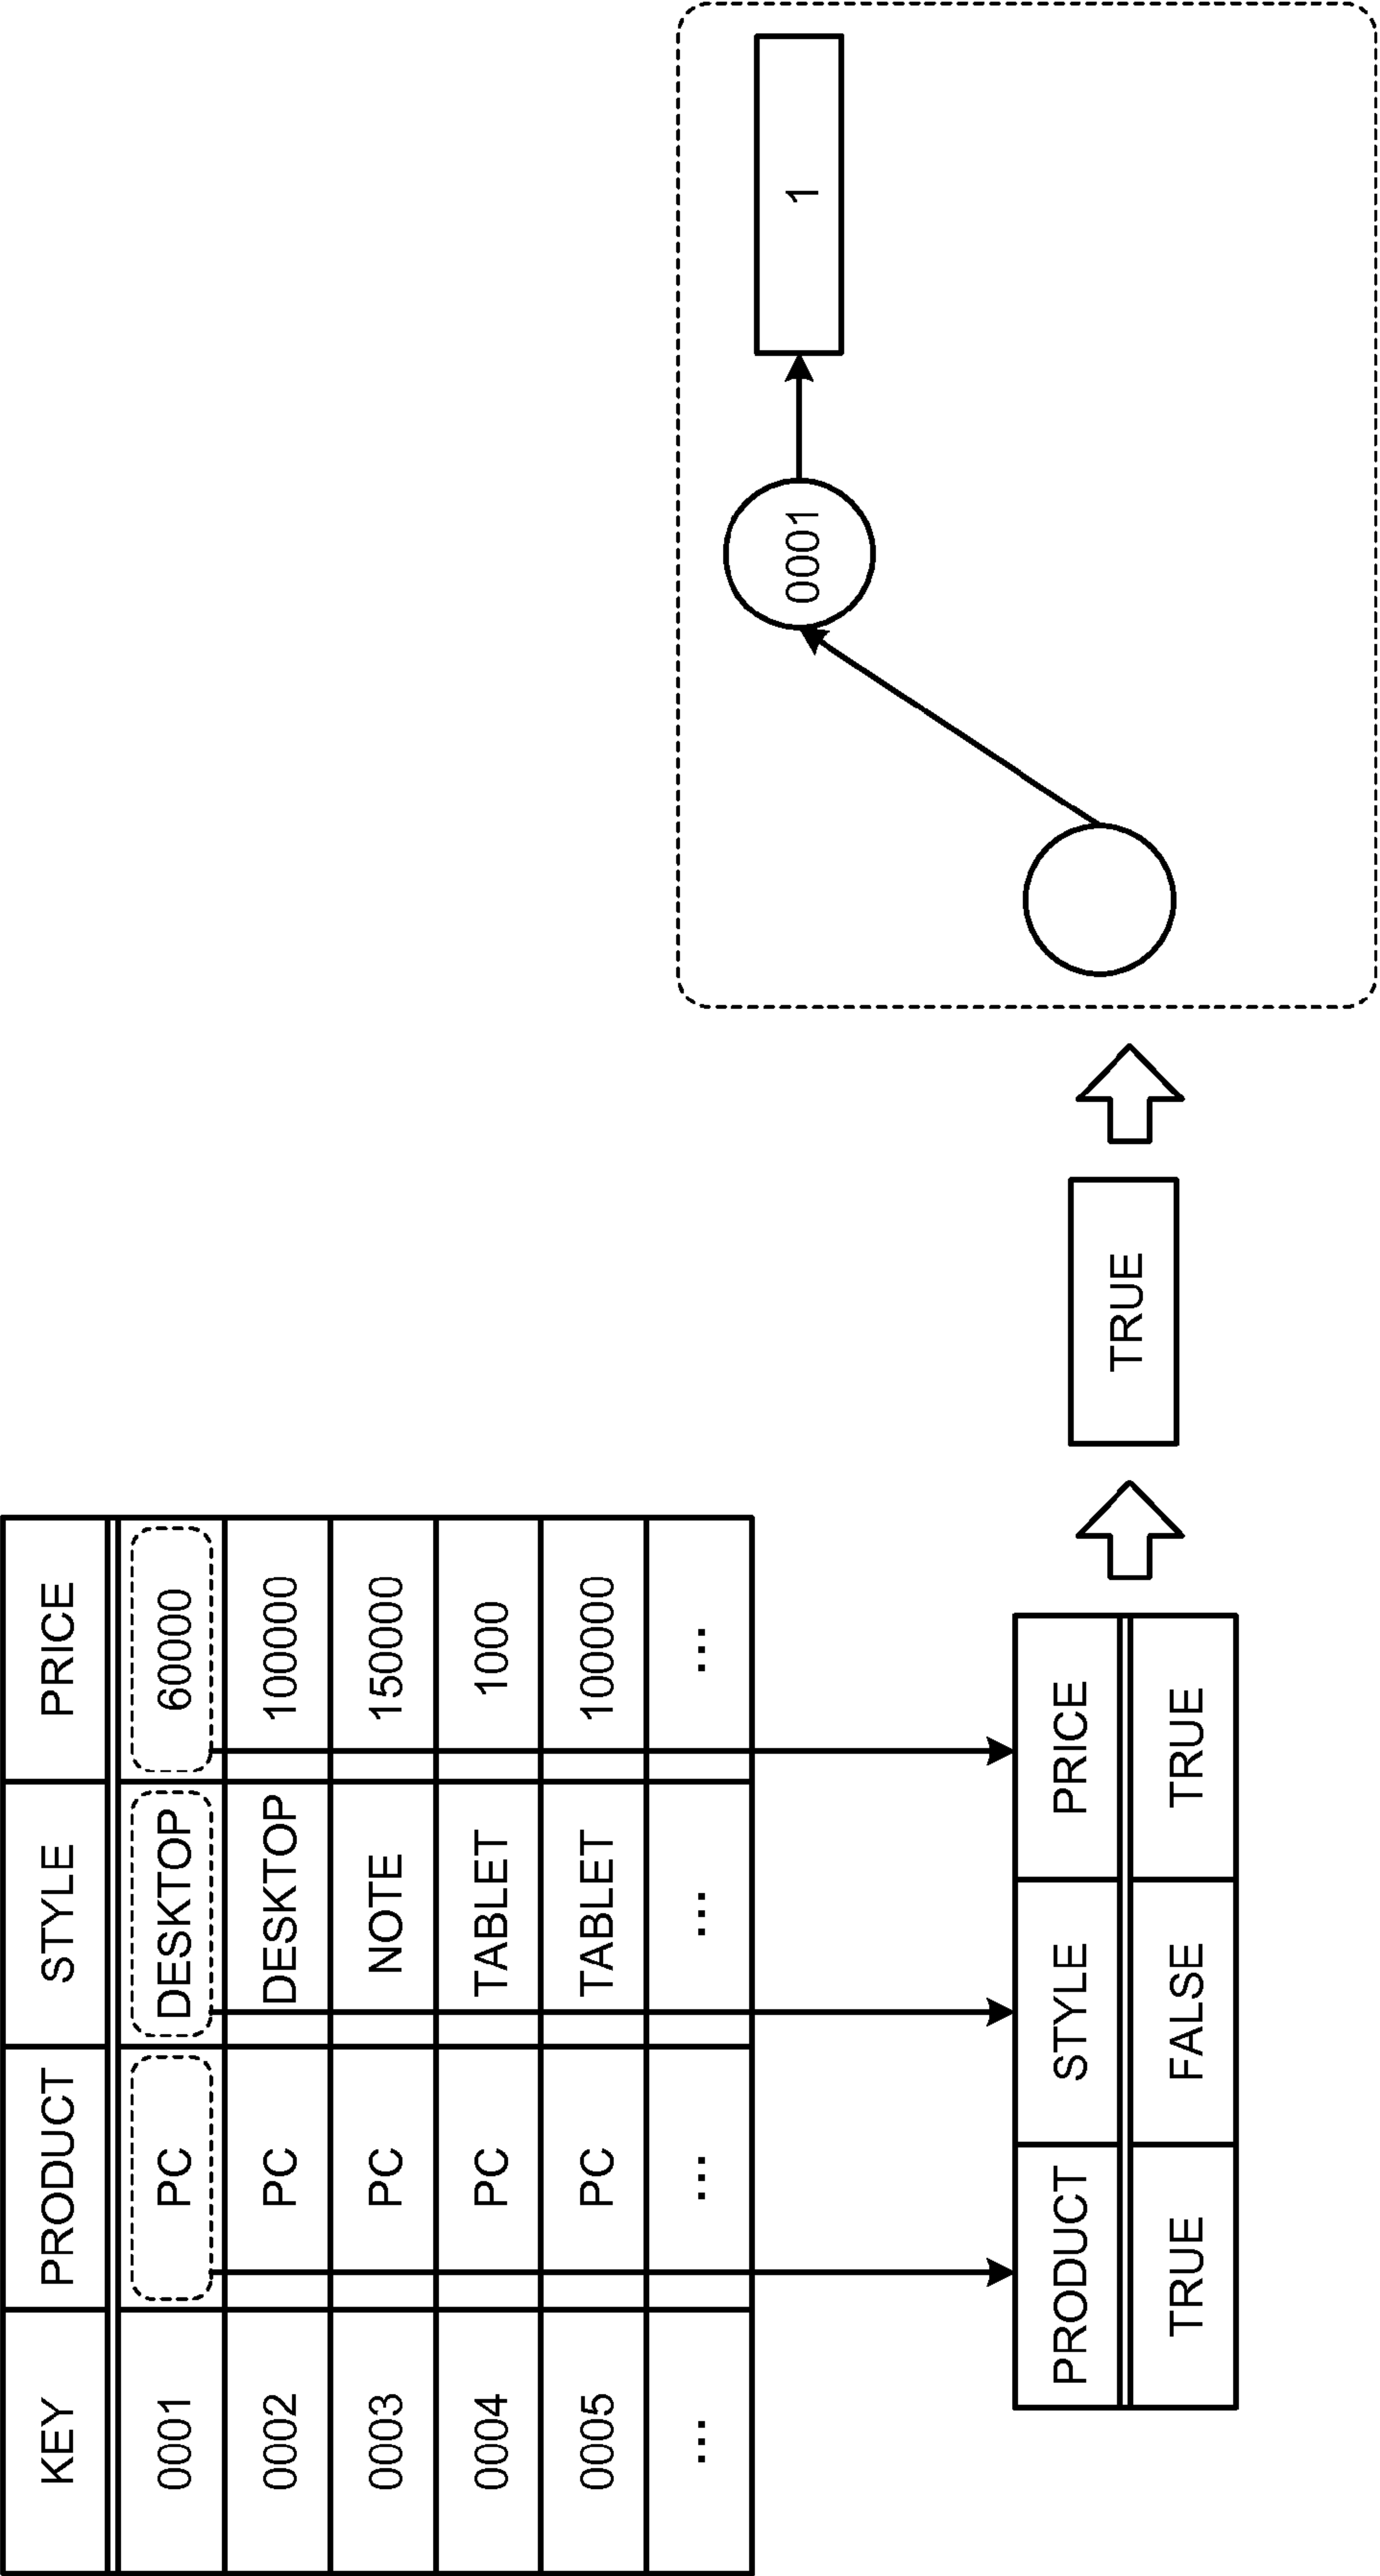 KEY PRODUCT STYLE PRICE
0001 PC DESKTOP 60000
0002 PC DESKTOP 100000
0003 PC NOTE 150000
0004 PC TABLET 1000
0005 PC TABLET 100000
... ... ... ...
PRODUCT STYLE PRICE
TRUE FALSE TRUE
TRUE
0001
1